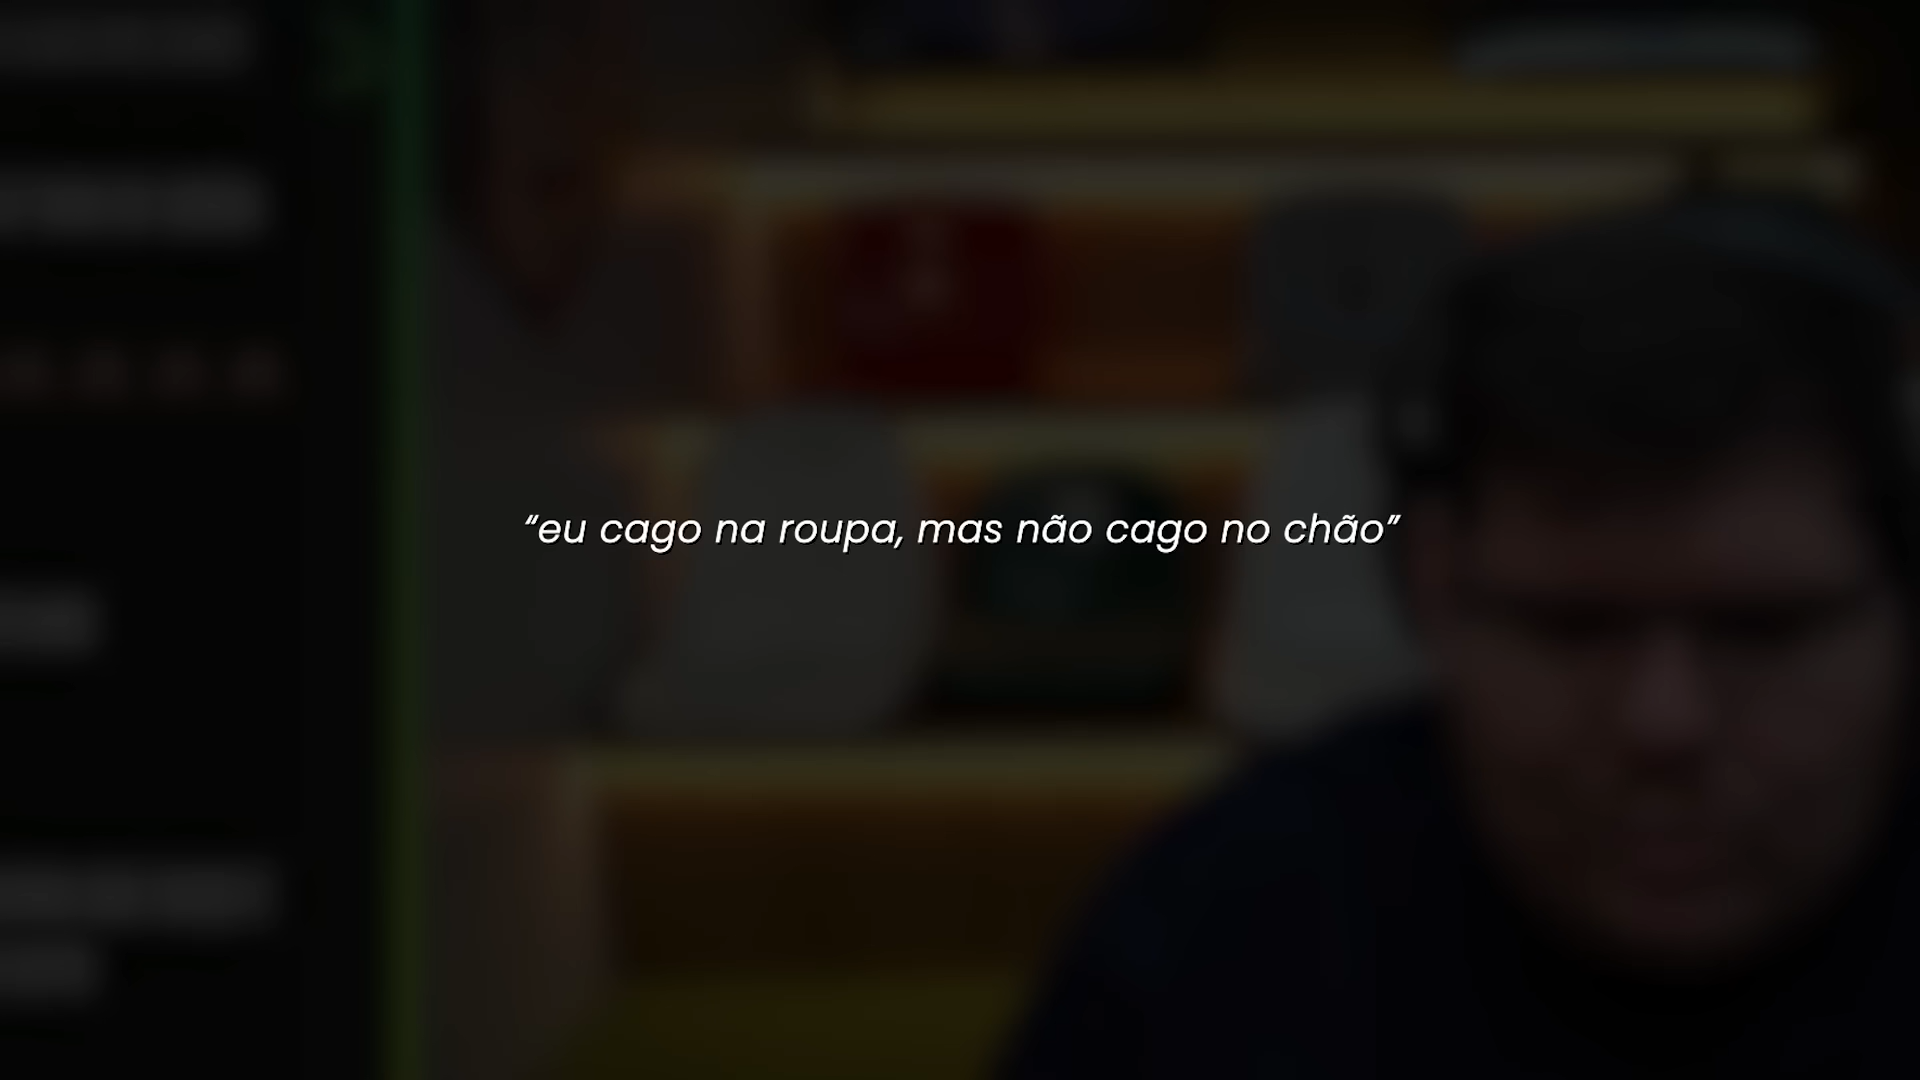 “eu cago na roupa, mas não cago no chão”